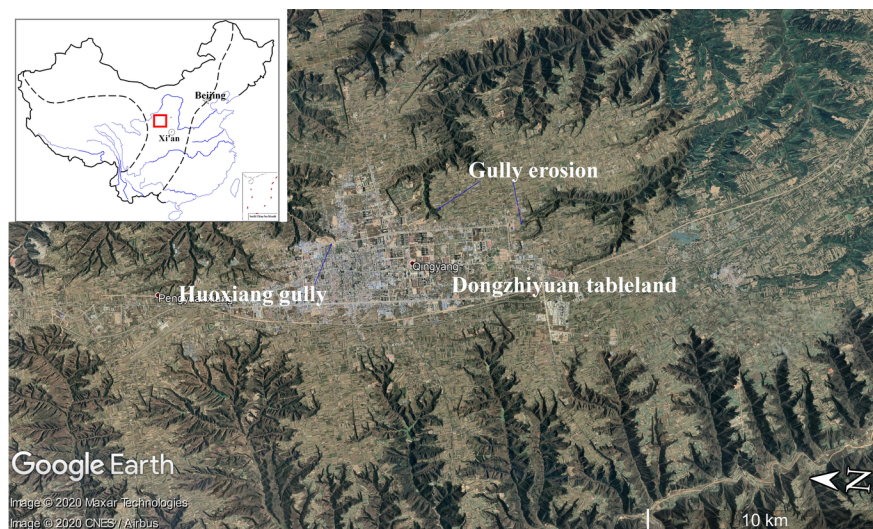 Beijing
Xi'an
Gully erosion
Qingyang
Huoxiang gully
Dongzhiyuan tableland
Google Earth
Image © 2020 Maxar Technologies
Image © 2020 CNES / Airbus
N
10 km